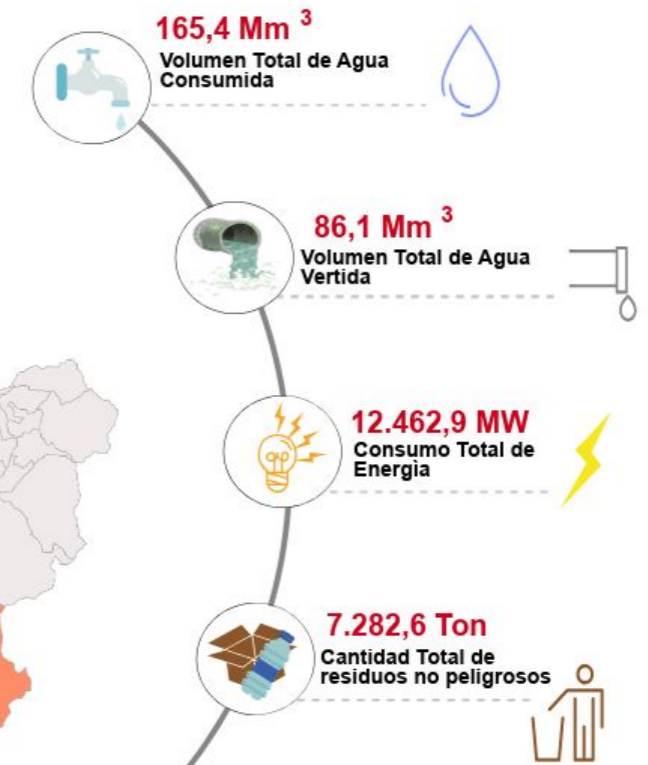 165,4 Mm 3
Volumen Total de Agua
Consumida
86,1 Mm 3
Volumen Total de Agua
Vertida
12.462,9 MW
Consumo Total de
Energìa
7.282,6 Ton
Cantidad Total de
residuos no peligrosos